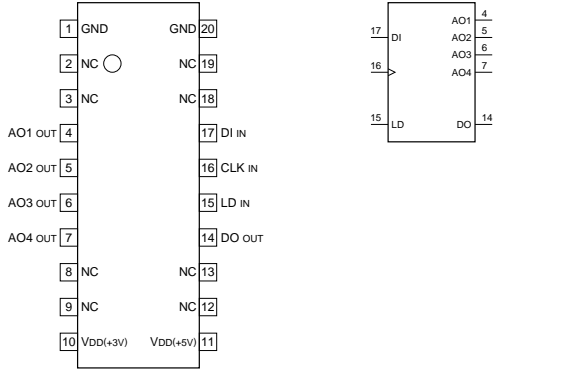 1 GND GND 20
2 NC NC 19
3 NC NC 18
AO1 OUT 4 17 DI IN
AO2 OUT 5 16 CLK IN
AO3 OUT 6 15 LD IN
AO4 OUT 7 14 DO OUT
8 NC NC 13
9 NC NC 12
10 VDD(+3V) VDD(+5V) 11
AO1 4
17 DI AO2 5
AO3 6
16 AO4 7
15 LD DO 14